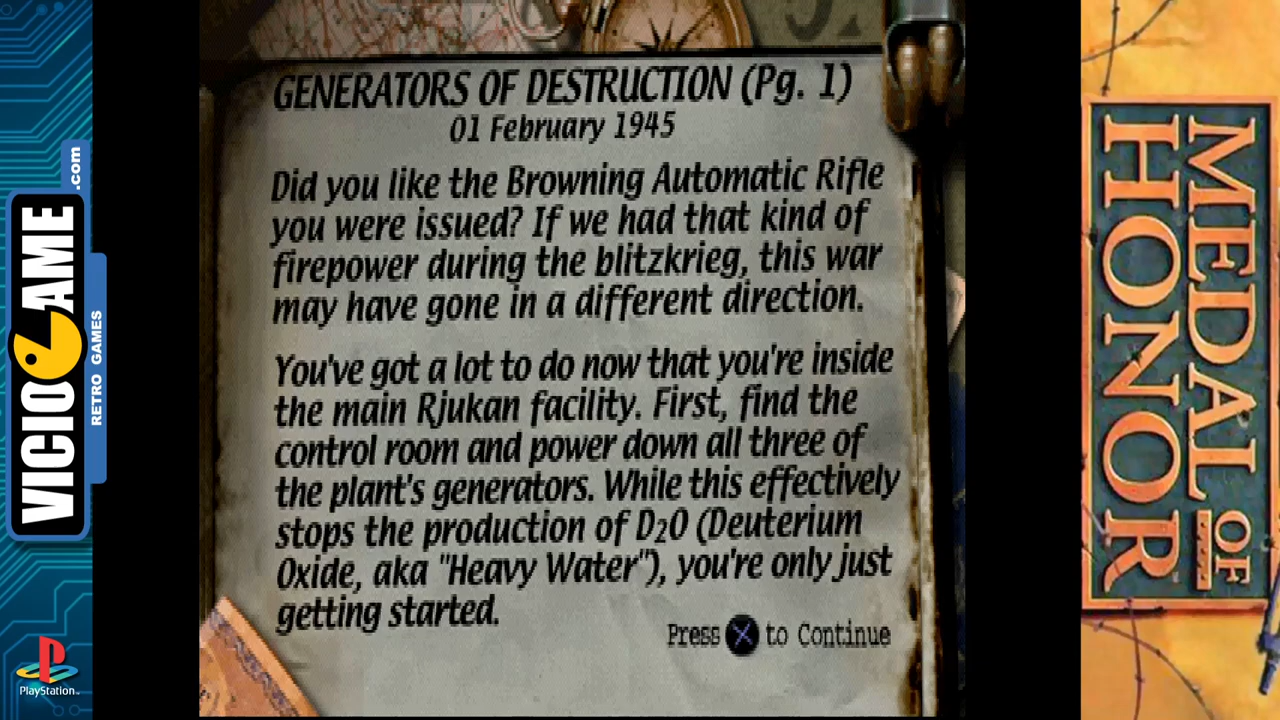 GENERATORS OF DESTRUCTION (Pg. 1)
01 February 1945
Did you like the Browning Automatic Rifle
you were issued? If we had that kind of
firepower during the blitzkrieg, this war
may have gone in a different direction.
You've got a lot to do now that you're inside
the main Rjukan facility. First, find the
control room and power down all three of
the plant's generators. While this effectively
stops the production of D₂O (Deuterium
Oxide, aka "Heavy Water"), you're only just
getting started.
Press X to Continue
VICIOGAME.com
RETRO GAMES
PlayStation
MEDAL OF
HONOR